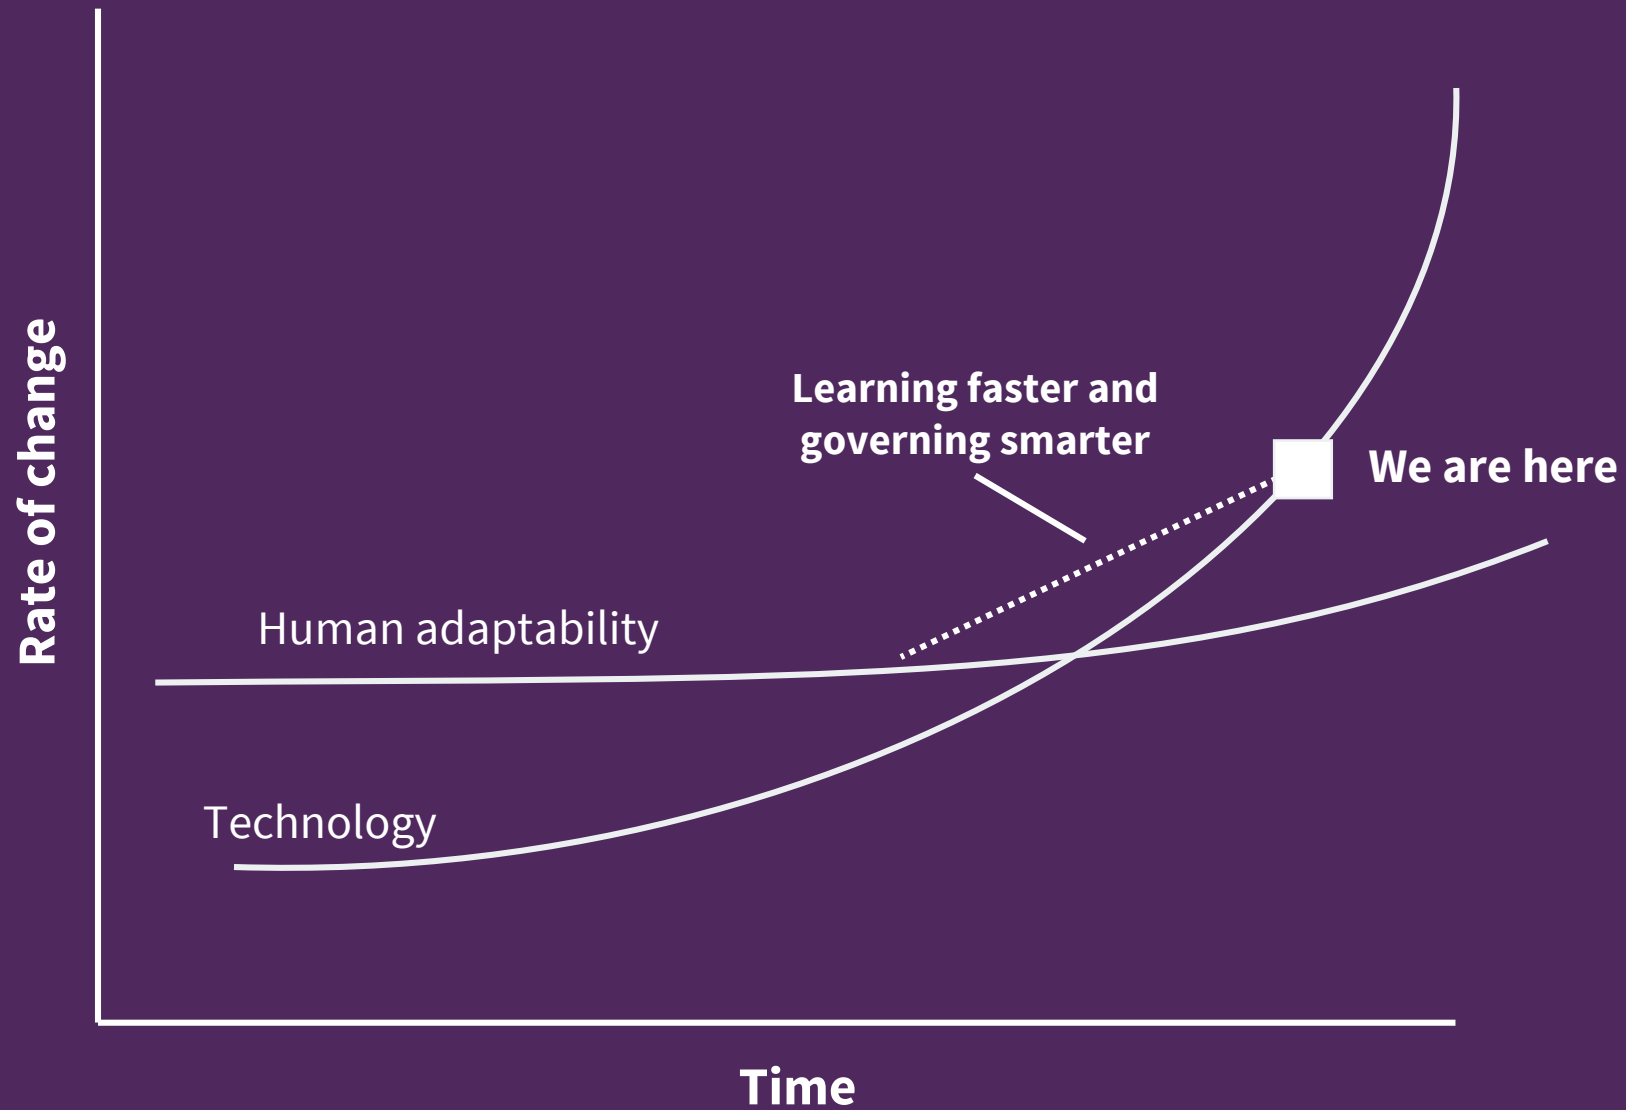 Rate of change
Learning faster and
governing smarter
We are here
Human adaptability
Technology
Time